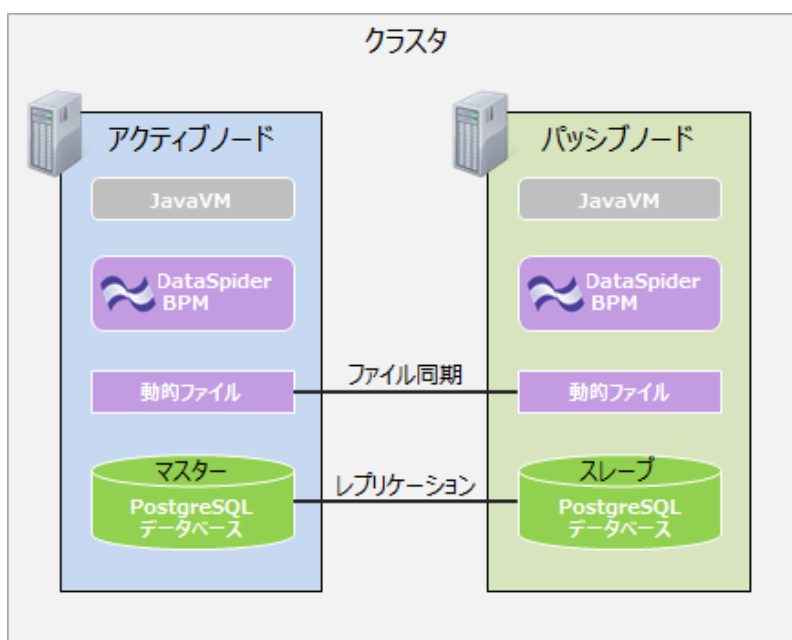 クラスタ
アクティブノード
JavaVM
DataSpider
BPM
動的ファイル
マスター
PostgreSQL
データベース
ファイル同期
レプリケーション
パッシブノード
JavaVM
DataSpider
BPM
動的ファイル
スレーブ
PostgreSQL
データベース